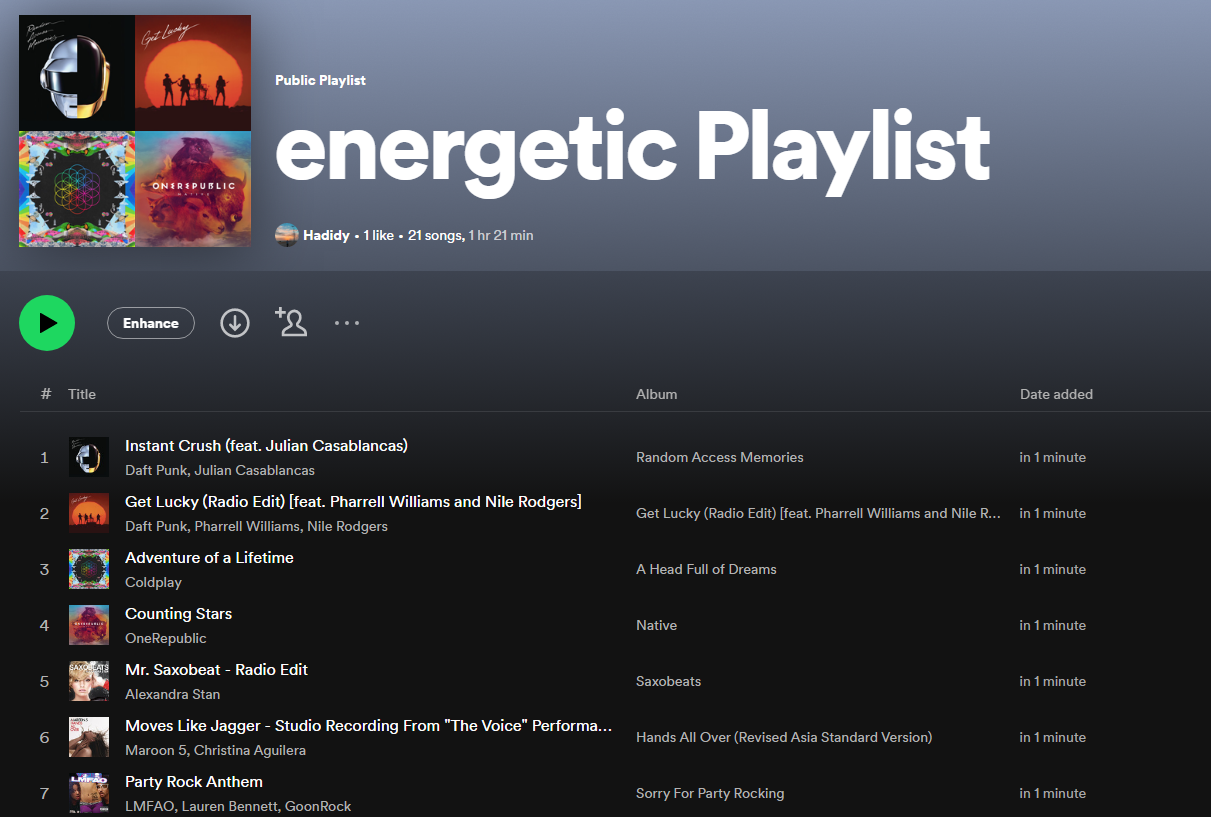 Random
Access
Memories
Get Lucky
ONEREPUBLIC
NATIVE
Public Playlist
energetic Playlist
Hadidy • 1 like • 21 songs, 1 hr 21 min
Enhance
# Title Album Date added
1 Instant Crush (feat. Julian Casablancas) Random Access Memories in 1 minute
Daft Punk, Julian Casablancas
2 Get Lucky (Radio Edit) [feat. Pharrell Williams and Nile Rodgers] Get Lucky (Radio Edit) [feat. Pharrell Williams and Nile R... in 1 minute
Daft Punk, Pharrell Williams, Nile Rodgers
3 Adventure of a Lifetime A Head Full of Dreams in 1 minute
Coldplay
4 Counting Stars Native in 1 minute
OneRepublic
5 Mr. Saxobeat - Radio Edit Saxobeats in 1 minute
Alexandra Stan
6 Moves Like Jagger - Studio Recording From "The Voice" Performa... Hands All Over (Revised Asia Standard Version) in 1 minute
Maroon 5, Christina Aguilera
7 Party Rock Anthem Sorry For Party Rocking in 1 minute
LMFAO, Lauren Bennett, GoonRock
SAXOBEATS
LMFAO